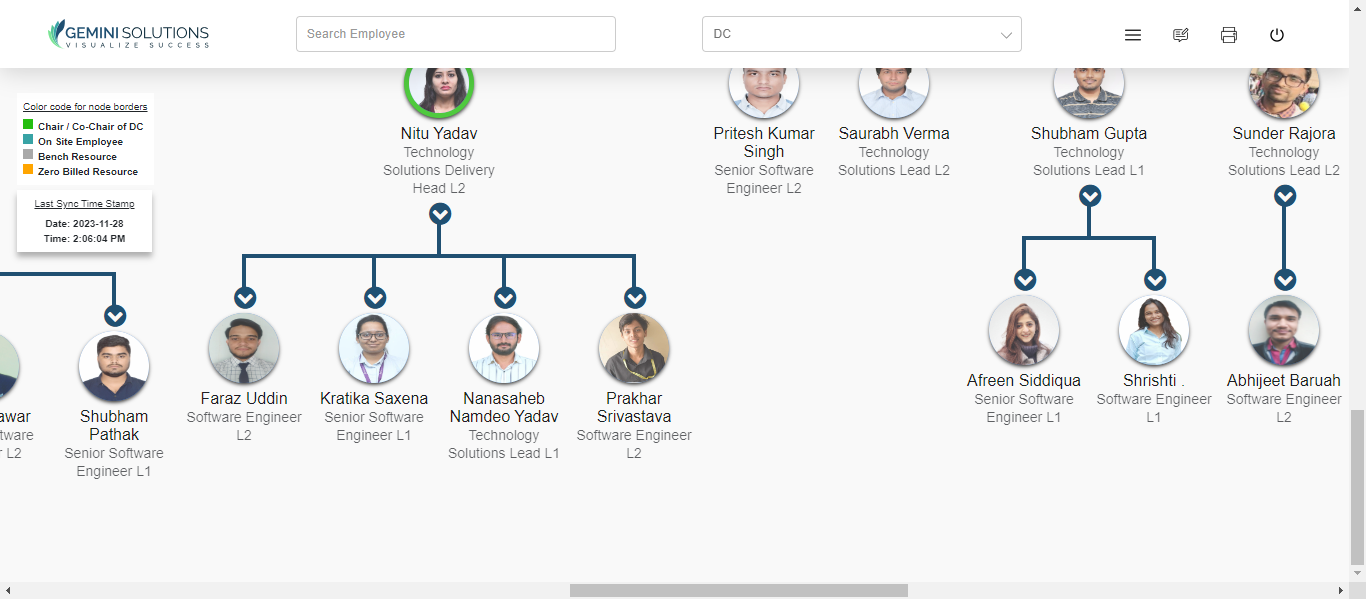 GEMINI SOLUTIONS
VISUALIZE SUCCESS
Search Employee
DC
Color code for node borders
Chair / Co-Chair of DC
On Site Employee
Bench Resource
Zero Billed Resource
Last Sync Time Stamp
Date: 2023-11-28
Time: 2:06:04 PM
Nitu Yadav
Technology
Solutions Delivery
Head L2
Pritesh Kumar
Singh
Senior Software
Engineer L2
Saurabh Verma
Technology
Solutions Lead L2
Shubham Gupta
Technology
Solutions Lead L1
Sunder Rajora
Technology
Solutions Lead L2
awar
tware
r L2
Shubham
Pathak
Senior Software
Engineer L1
Faraz Uddin
Software Engineer
L2
Kratika Saxena
Senior Software
Engineer L1
Nanasaheb
Namdeo Yadav
Technology
Solutions Lead L1
Prakhar
Srivastava
Software Engineer
L2
Afreen Siddiqua
Senior Software
Engineer L1
Shrishti .
Software Engineer
L1
Abhijeet Baruah
Software Engineer
L2